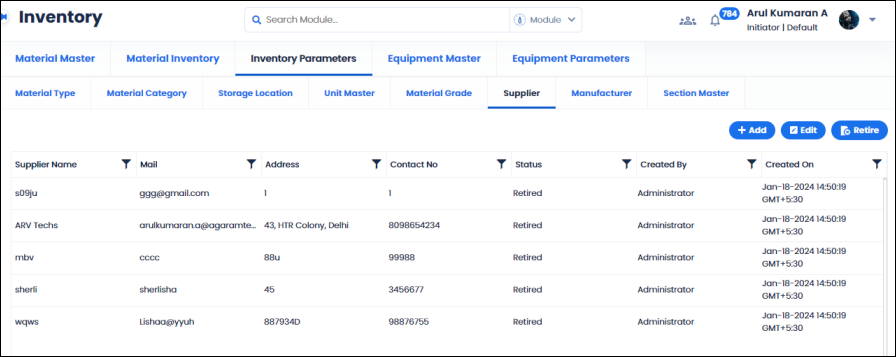 Inventory
Search Module...
Module
784
Arul Kumaran A
Initiator | Default
Material Master
Material Inventory
Inventory Parameters
Equipment Master
Equipment Parameters
Material Type
Material Category
Storage Location
Unit Master
Material Grade
Supplier
Manufacturer
Section Master
+ Add
Edit
Retire
Supplier Name Mail Address Contact No Status Created By Created On
s09ju ggg@gmail.com 1 1 Retired Administrator Jan-18-2024 14:50:19
GMT+5:30
ARV Techs arulkumaran.a@agaramte... 43, HTR Colony, Delhi 8098654234 Retired Administrator Jan-18-2024 14:50:19
GMT+5:30
mbv cccc 88u 99988 Retired Administrator Jan-18-2024 14:50:19
GMT+5:30
sherli sherlisha 45 3456677 Retired Administrator Jan-18-2024 14:50:19
GMT+5:30
wqws Lishaa@yyuh 887934D 98876755 Retired Administrator Jan-18-2024 14:50:19
GMT+5:30